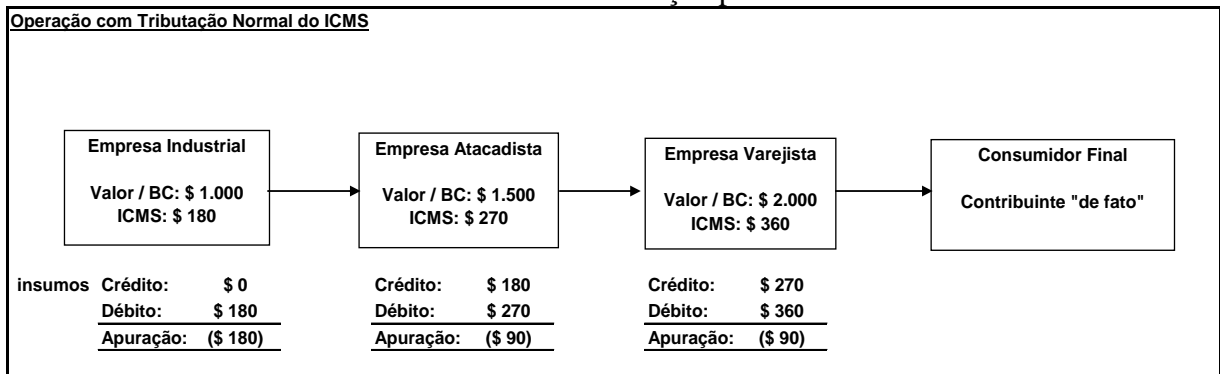 Operação com Tributação Normal do ICMS
Empresa Industrial
Valor / BC: $ 1.000
ICMS: $ 180
Empresa Atacadista
Valor / BC: $ 1.500
ICMS: $ 270
Empresa Varejista
Valor / BC: $ 2.000
ICMS: $ 360
Consumidor Final
Contribuinte "de fato"
insumos Crédito: $ 0
Débito: $ 180
Apuração: ($ 180)
Crédito: $ 180
Débito: $ 270
Apuração: ($ 90)
Crédito: $ 270
Débito: $ 360
Apuração: ($ 90)